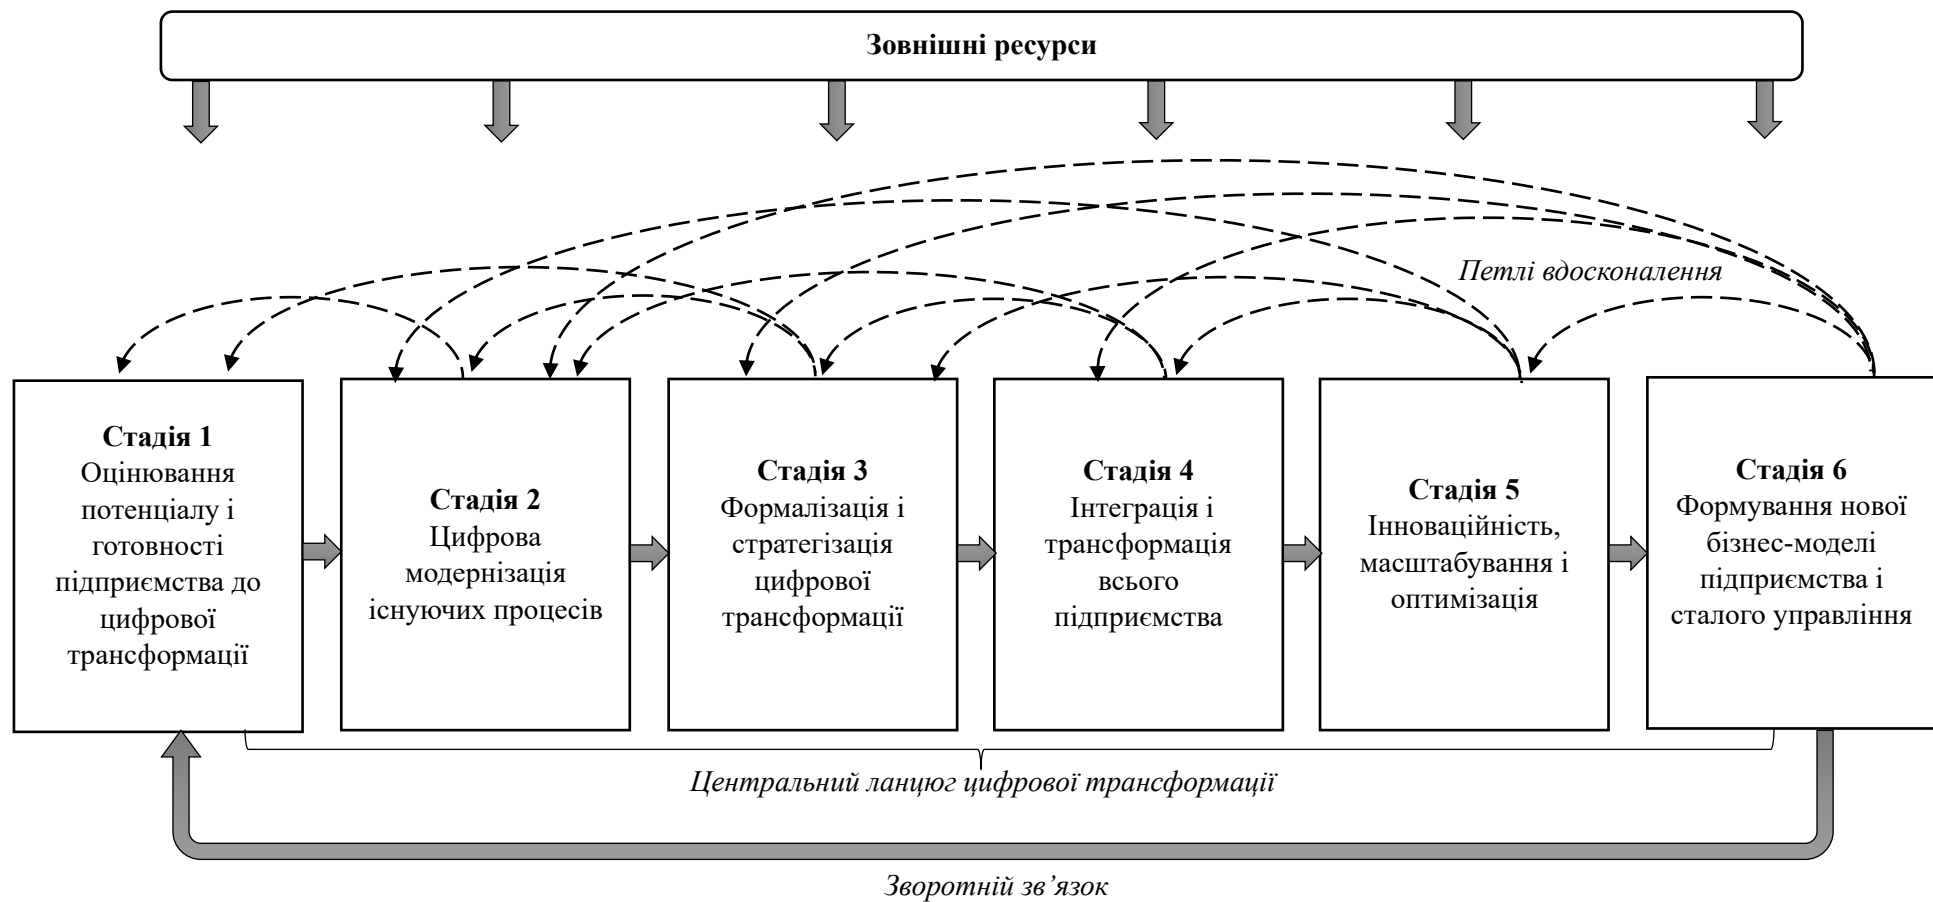 Зовнішні ресурси
Петлі вдосконалення
Стадія 1
Оцінювання
потенціалу і
готовності
підприємства до
цифрової
трансформації
Стадія 2
Цифрова
модернізація
існуючих процесів
Стадія 3
Формалізація і
стратегізація
цифрової
трансформації
Стадія 4
Інтеграція і
трансформація
всього
підприємства
Стадія 5
Інноваційність,
масштабування і
оптимізація
Стадія 6
Формування нової
бізнес-моделі
підприємства і
сталого управління
Центральний ланцюг цифрової трансформації
Зворотній зв’язок